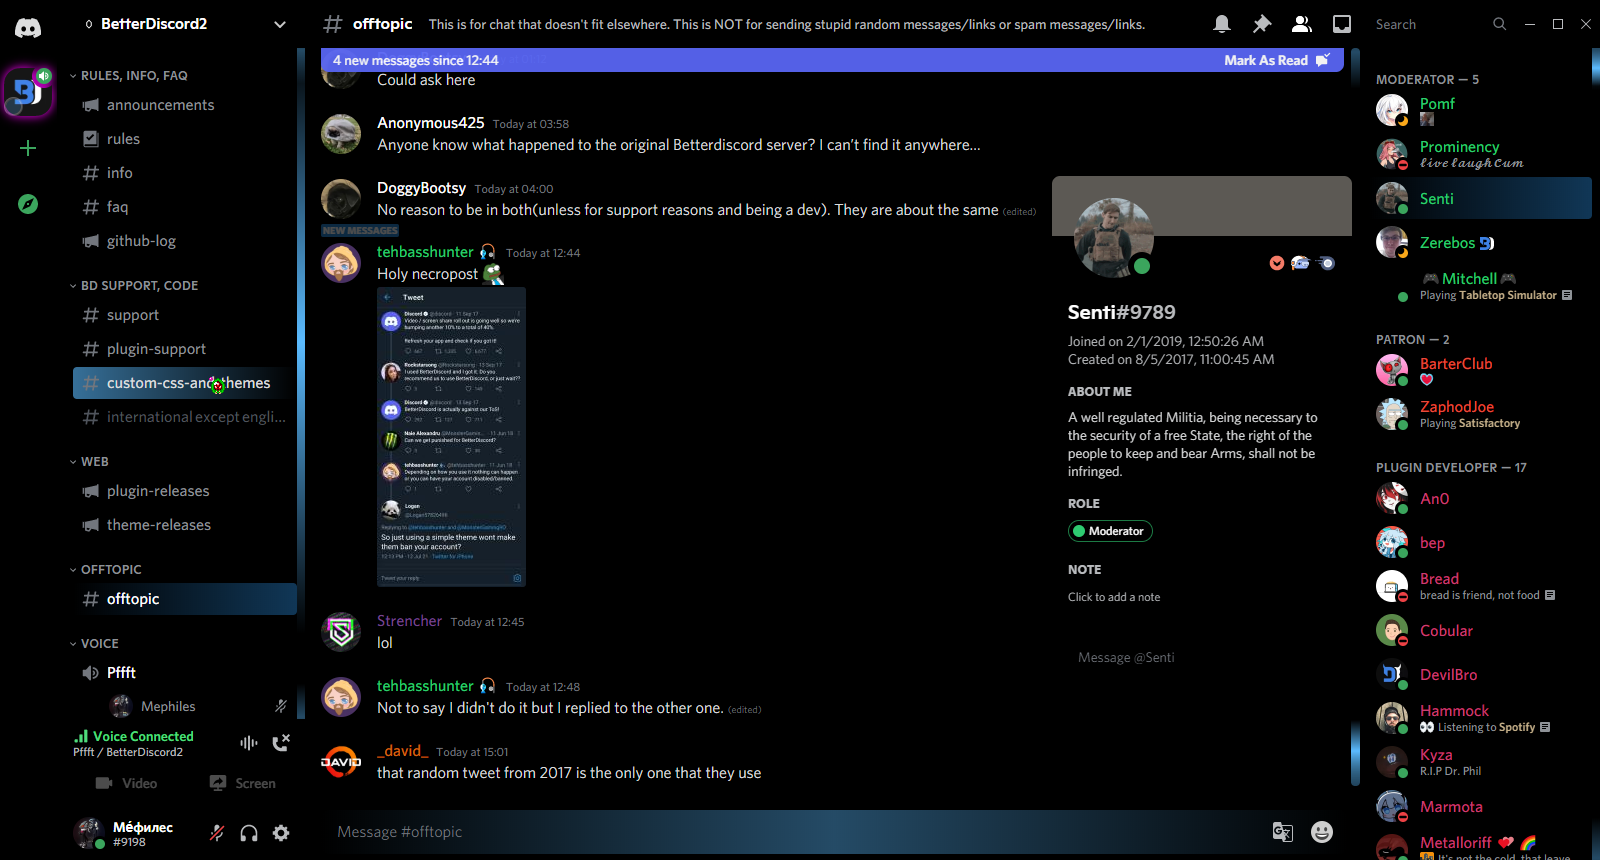 BetterDiscord2
RULES, INFO, FAQ
announcements
rules
info
faq
github-log
BD SUPPORT, CODE
support
plugin-support
custom-css-and-themes
international except engli...
WEB
plugin-releases
theme-releases
OFFTOPIC
offtopic
VOICE
Pffft
Mephiles
Voice Connected
Pffft / BetterDiscord2
Video
Screen
Мефилес
#9198
offtopic
This is for chat that doesn't fit elsewhere. This is NOT for sending stupid random messages/links or spam messages/links.
Search
4 new messages since 12:44
Mark As Read
Could ask here
Anonymous425 Today at 03:58
Anyone know what happened to the original Betterdiscord server? I can't find it anywhere...
DoggyBootsy Today at 04:00
No reason to be in both(unless for support reasons and being a dev). They are about the same (edited)
NEW MESSAGES
tehbasshunter Today at 12:44
Holy necropost
Tweet
Discord @discord · 11 Sep 17
Video / screen share roll out is going well so we're
bumping another 10% to a total of 40%.
Refresh your app and check if you got it!
Rockstarsong @Rockstarsong · 13 Sep 17
I used BetterDiscord and I got it. Do you
recommend us to use BetterDiscord, or just wait??
Discord @discord · 13 Sep 17
BetterDiscord is actually against our ToS!
Naie Alexandru · 11 Jun 18
Can we get punished for BetterDiscord?
tehbasshunter @tehbasshunter · 11 Jun 18
Depending on how you use it nothing can happen
or you can have your account disabled/banned.
Logan
Replying to @tehbasshunter and @MonsterGamingBD
So just using a simple theme wont make
them ban your account?
12:13 PM · 12 Jul 21 · Twitter for iPhone
Tweet your reply
Strencher Today at 12:45
lol
tehbasshunter Today at 12:48
Not to say I didn't do it but I replied to the other one. (edited)
DAVID
_david_ Today at 15:01
that random tweet from 2017 is the only one that they use
Message #offtopic
Senti#9789
Joined on 2/1/2019, 12:50:26 AM
Created on 8/5/2017, 11:00:45 AM
ABOUT ME
A well regulated Militia, being necessary to
the security of a free State, the right of the
people to keep and bear Arms, shall not be
infringed.
ROLE
Moderator
NOTE
Click to add a note
Message @Senti
MODERATOR — 5
Pomf
Prominency
𝓵𝓲𝓿𝓮 𝓵𝓪𝓾𝓰𝓱 𝓒𝓾𝓶
Senti
Zerebos
Mitchell
Playing Tabletop Simulator
PATRON — 2
BarterClub
ZaphodJoe
Playing Satisfactory
PLUGIN DEVELOPER — 17
An0
bep
Bread
bread is friend, not food
Cobular
DevilBro
Hammock
Listening to Spotify
Kyza
R.I.P Dr. Phil
Marmota
Metalloriff
It's not the cold, that leave